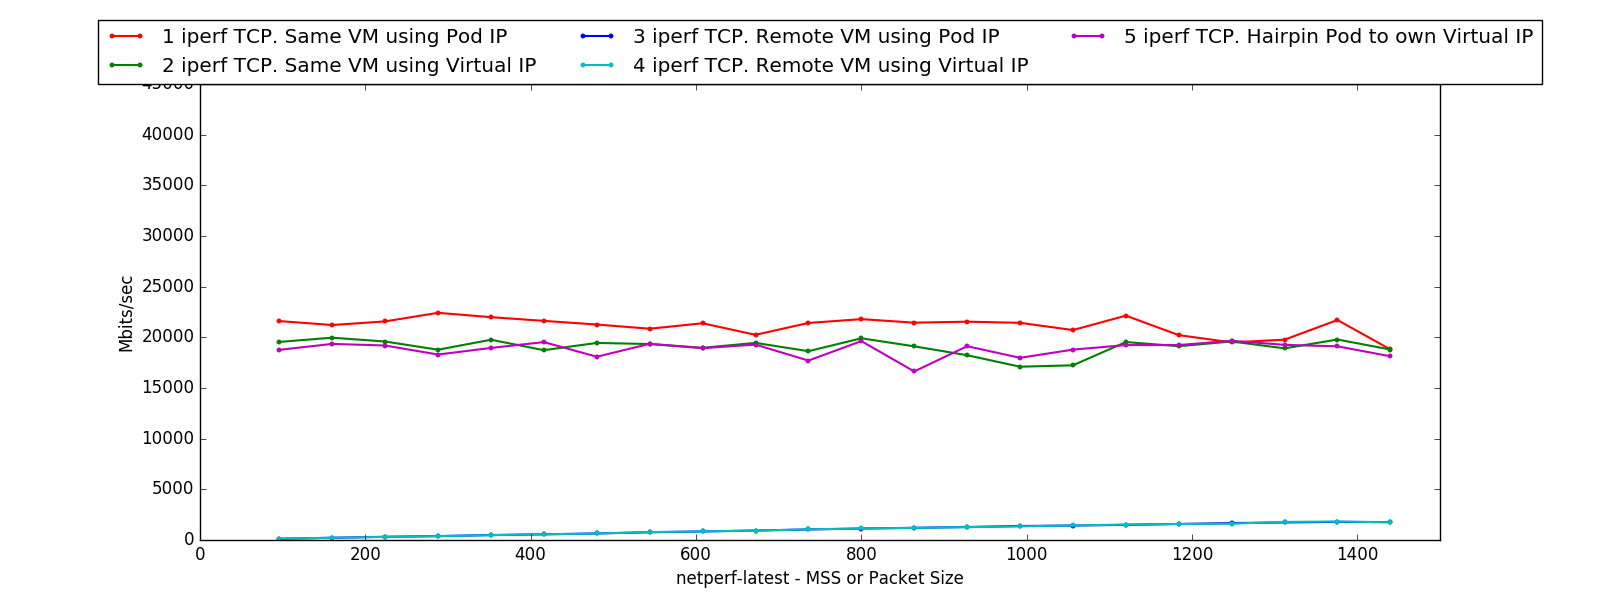 1 iperf TCP. Same VM using Pod IP
2 iperf TCP. Same VM using Virtual IP
3 iperf TCP. Remote VM using Pod IP
4 iperf TCP. Remote VM using Virtual IP
5 iperf TCP. Hairpin Pod to own Virtual IP
45000
40000
35000
30000
25000
20000
15000
10000
5000
0
Mbits/sec
0
200
400
600
800
1000
1200
1400
netperf-latest - MSS or Packet Size